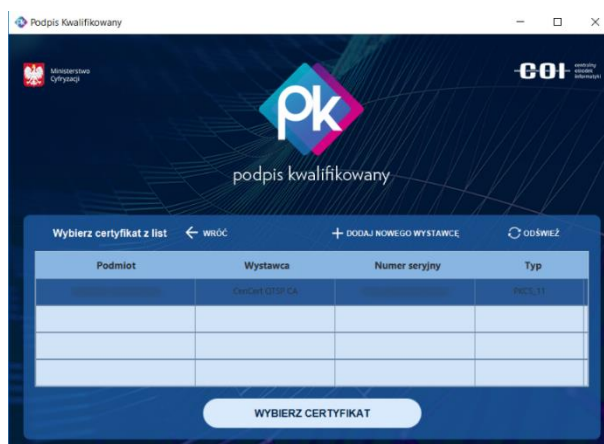 Podpis Kwalifikowany
Ministerstwo
Cyfryzacji
COI centralny
ośrodek
informatyki
pk
podpis kwalifikowany
Wybierz certyfikat z list WRÓĆ DODAJ NOWEGO WYSTAWCĘ ODŚWIEŻ
Podmiot Wystawca Numer seryjny Typ
CenCert QTSP CA PKCS_11
WYBIERZ CERTYFIKAT